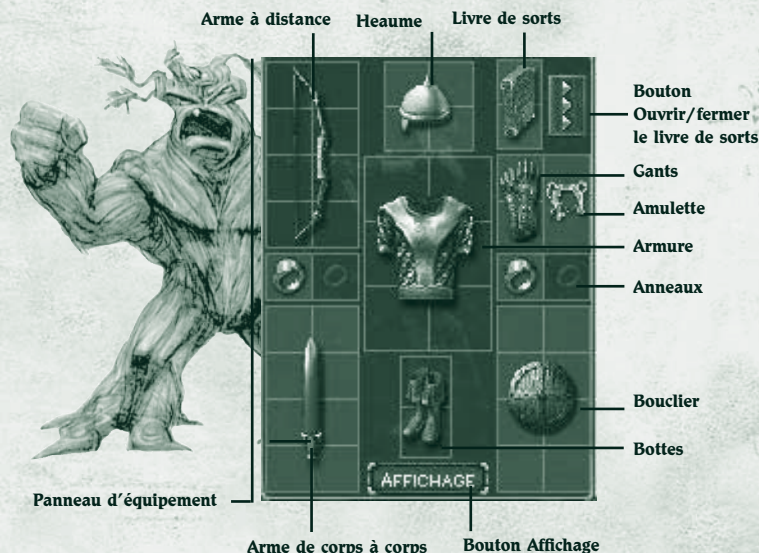 Arme à distance
Heaume
Livre de sorts
Bouton
Ouvrir/fermer
le livre de sorts
Gants
Amulette
Armure
Anneaux
Bouclier
Bottes
AFFICHAGE
Panneau d'équipement
Arme de corps à corps
Bouton Affichage